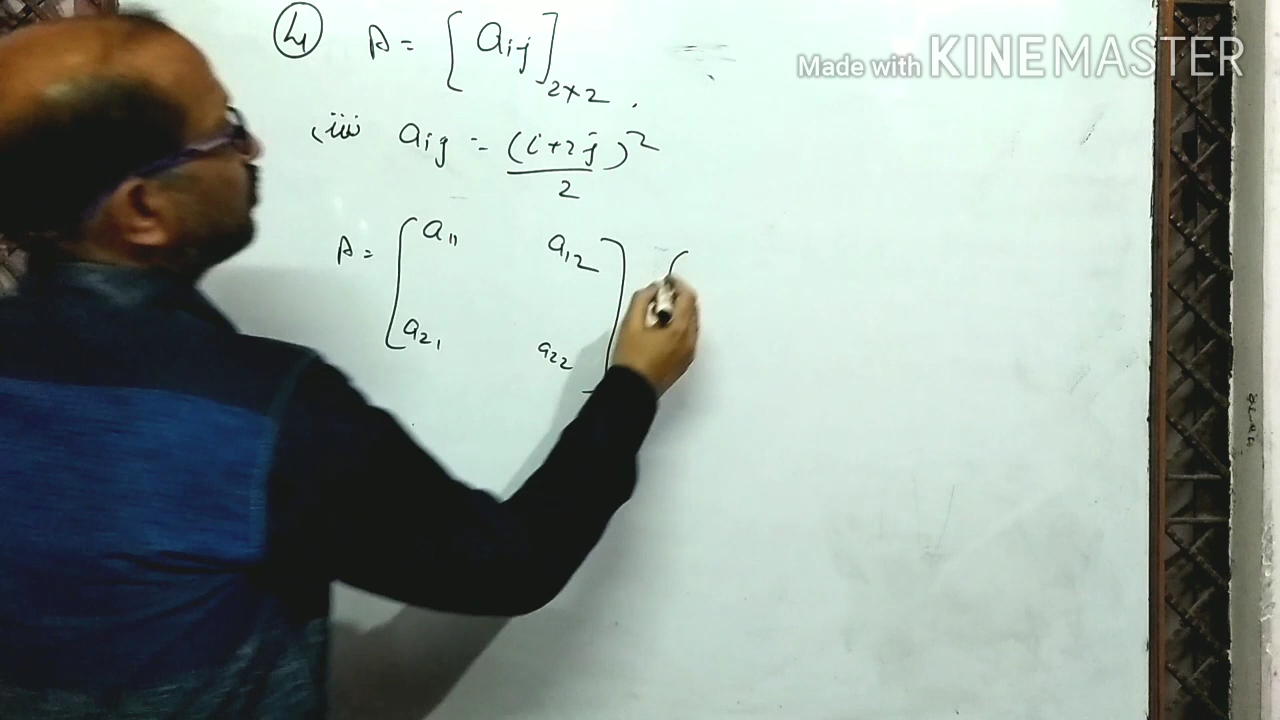 Made with KINEMASTER
4 A = [ aij ] 2×2 .
(iii aij = (i+2j)² / 2
A = [ a11 a12
a21 a22 ]